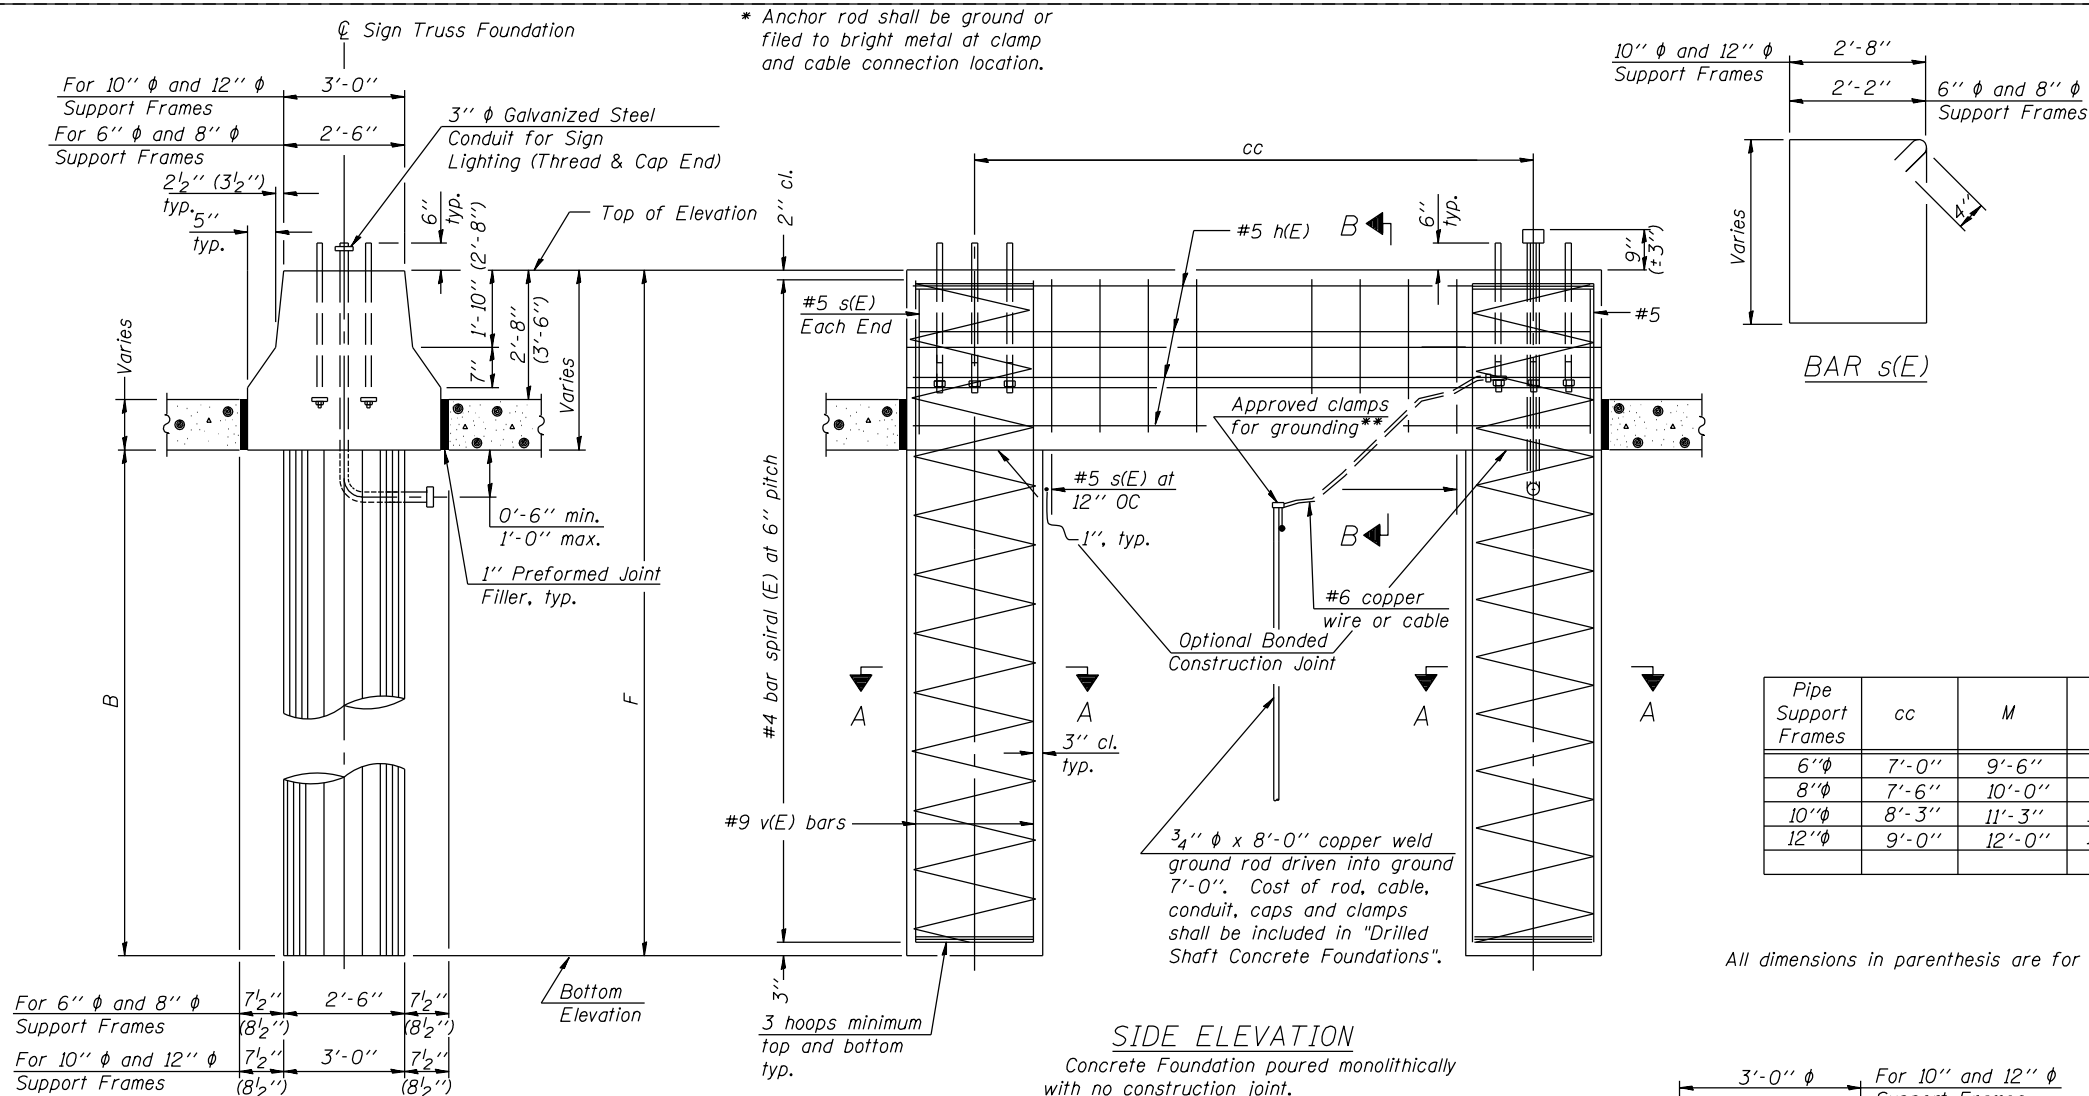 ℄ Sign Truss Foundation
For 10'' ϕ and 12'' ϕ
Support Frames
3'-0''
For 6'' ϕ and 8'' ϕ
Support Frames
2'-6''
3'' ϕ Galvanized Steel
Conduit for Sign
Lighting (Thread & Cap End)
2½'' (3½'')
typ.
5''
typ.
6''
typ.
Top of Elevation
1'-10'' (2'-8'')
7''
2'-8''
(3'-6'')
Varies
Varies
0'-6'' min.
1'-0'' max.
1'' Preformed Joint
Filler, typ.
B
F
Bottom
Elevation
For 6'' ϕ and 8'' ϕ
Support Frames
7½''
(8½'')
2'-6''
7½''
(8½'')
For 10'' ϕ and 12'' ϕ
Support Frames
7½''
(8½'')
3'-0''
7½''
(8½'')
* Anchor rod shall be ground or
filed to bright metal at clamp
and cable connection location.
cc
2'' cl.
#5 h(E)
B
6''
typ.
9''
(±3'')
#5 s(E)
Each End
#5
Approved clamps
for grounding**
#4 bar spiral (E) at 6'' pitch
#5 s(E) at
12'' OC
1'', typ.
B
#6 copper
wire or cable
Optional Bonded
Construction Joint
A
A
A
A
3'' cl.
typ.
#9 v(E) bars
¾'' ϕ x 8'-0'' copper weld
ground rod driven into ground
7'-0''. Cost of rod, cable,
conduit, caps and clamps
shall be included in "Drilled
Shaft Concrete Foundations".
3''
3 hoops minimum
top and bottom
typ.
SIDE ELEVATION
Concrete Foundation poured monolithically
with no construction joint.
10'' ϕ and 12'' ϕ
Support Frames
2'-8''
2'-2''
6'' ϕ and 8'' ϕ
Support Frames
Varies
4''
BAR s(E)
Pipe
Support
Frames
cc
M
6''ϕ 7'-0'' 9'-6''
8''ϕ 7'-6'' 10'-0''
10''ϕ 8'-3'' 11'-3''
12''ϕ 9'-0'' 12'-0''
All dimensions in parenthesis are for
3'-0'' ϕ
For 10'' and 12'' ϕ
Support Frames